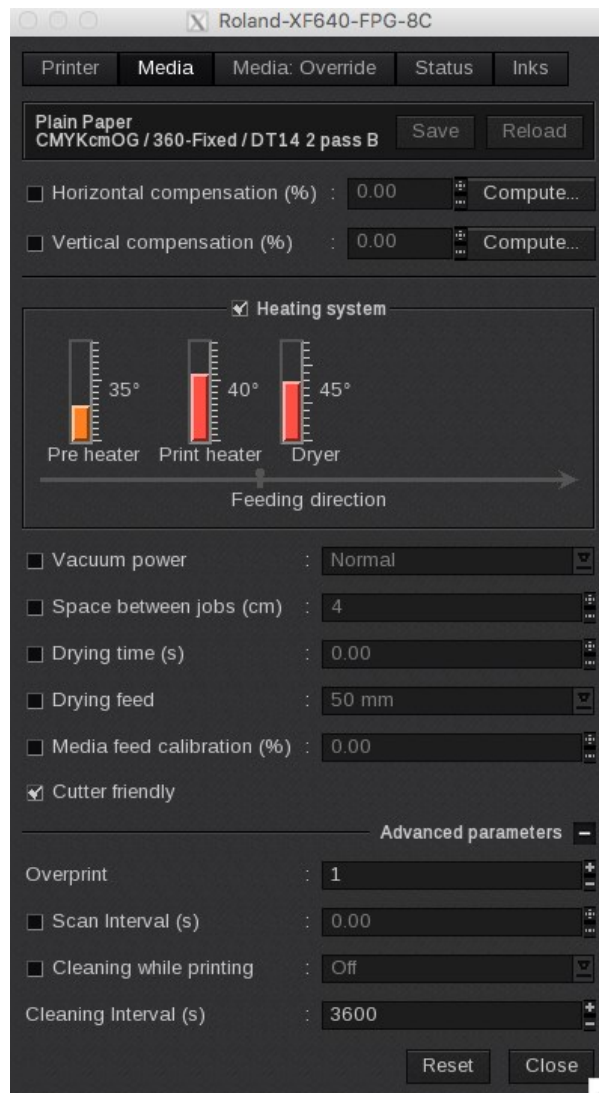 Roland-XF640-FPG-8C
Printer Media Media: Override Status Inks
Plain Paper
CMYKcmOG / 360-Fixed / DT14 2 pass B Save Reload
Horizontal compensation (%) : 0.00 Compute...
Vertical compensation (%) : 0.00 Compute...
Heating system
35° 40° 45°
Pre heater Print heater Dryer
Feeding direction
Vacuum power : Normal
Space between jobs (cm) : 4
Drying time (s) : 0.00
Drying feed : 50 mm
Media feed calibration (%) : 0.00
Cutter friendly
Advanced parameters
Overprint : 1
Scan Interval (s) : 0.00
Cleaning while printing : Off
Cleaning Interval (s) : 3600
Reset Close